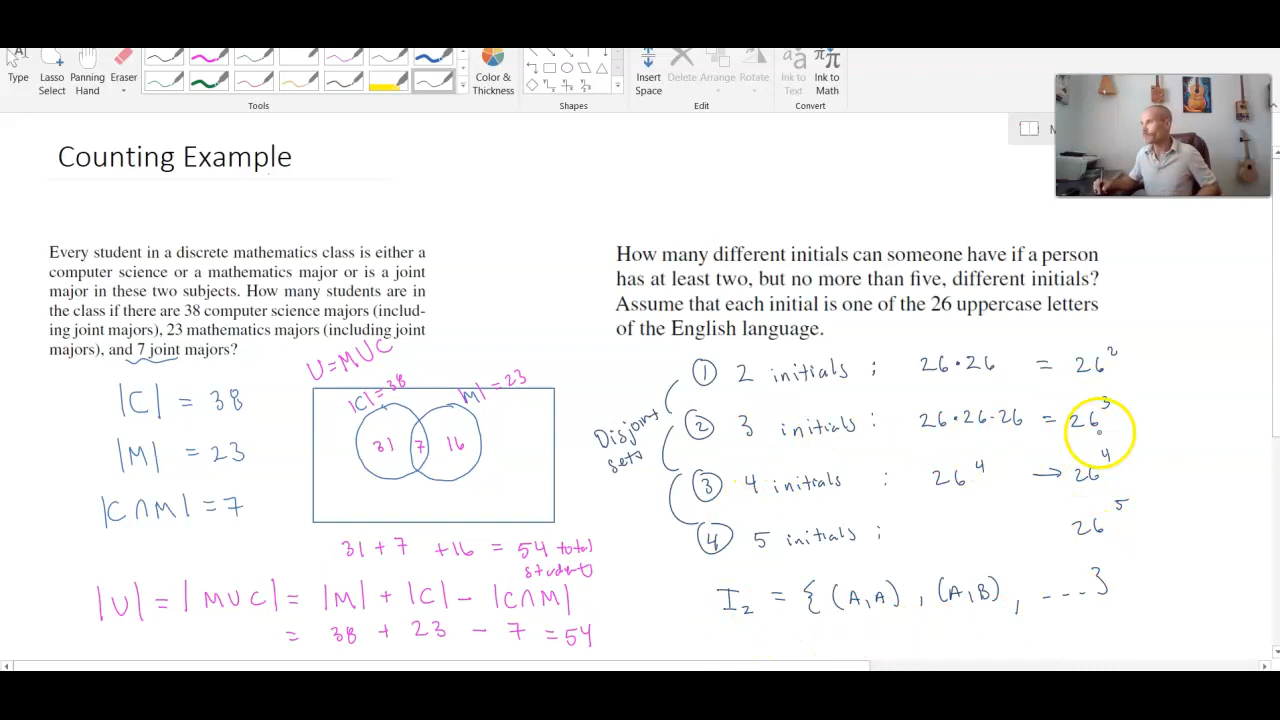 Type
Lasso
Select
Panning
Hand
Eraser
Color &
Thickness
Tools
Shapes
Insert
Space
Delete
Arrange
Rotate
Edit
Ink to
Text
Ink to
Math
Convert
Counting Example
Every student in a discrete mathematics class is either a
computer science or a mathematics major or is a joint
major in these two subjects. How many students are in
the class if there are 38 computer science majors (includ-
ing joint majors), 23 mathematics majors (including joint
majors), and 7 joint majors?
|C| = 38
|M| = 23
|C∩M| = 7
U = M∪C
|C| = 38
|M| = 23
31 7 16
31 + 7 + 16 = 54 total
students
|U| = |M∪C| = |M| + |C| - |C∩M|
= 38 + 23 - 7 = 54
How many different initials can someone have if a person
has at least two, but no more than five, different initials?
Assume that each initial is one of the 26 uppercase letters
of the English language.
Disjoint
sets
① 2 initials : 26 · 26 = 26²
② 3 initials : 26 · 26 · 26 = 26³
③ 4 initials : 26⁴ → 26⁴
④ 5 initials : 26⁵
I₂ = {(A,A), (A,B), ....}